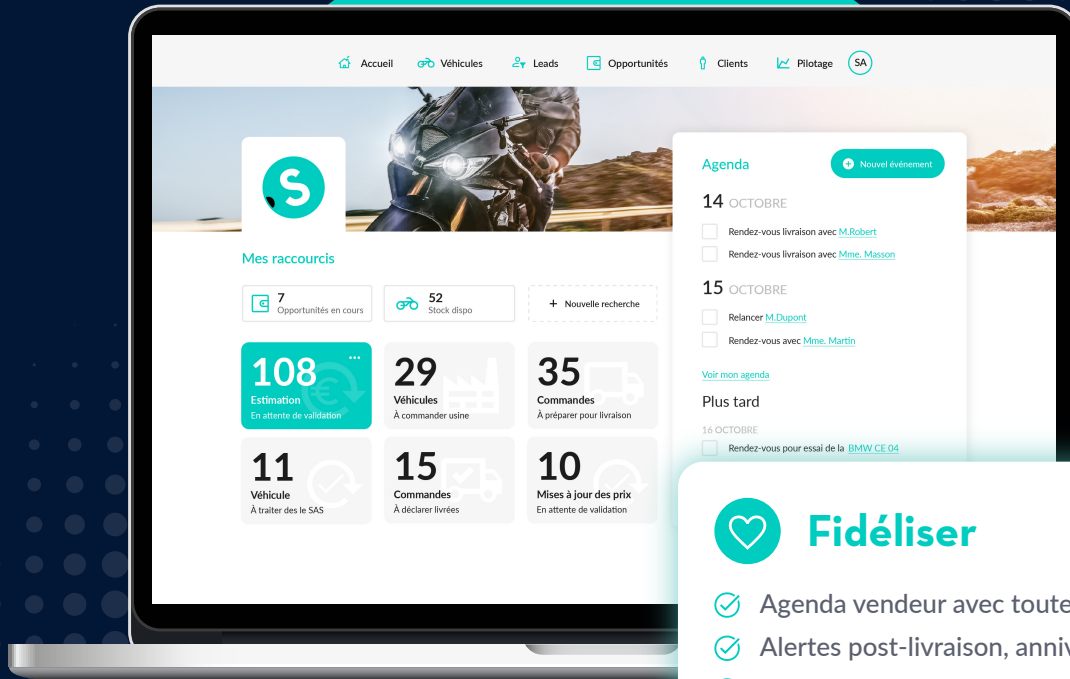 Accueil
Véhicules
Leads
Opportunités
Clients
Pilotage
SA
S
Mes raccourcis
7
Opportunités en cours
52
Stock dispo
+ Nouvelle recherche
108
Estimation
En attente de validation
29
Véhicules
À commander usine
35
Commandes
À préparer pour livraison
11
Véhicule
À traiter des le SAS
15
Commandes
À déclarer livrées
10
Mises à jour des prix
En attente de validation
Agenda
Nouvel événement
14 OCTOBRE
Rendez-vous livraison avec M.Robert
Rendez-vous livraison avec Mme. Masson
15 OCTOBRE
Relancer M.Dupont
Rendez-vous avec Mme. Martin
Voir mon agenda
Plus tard
16 OCTOBRE
Rendez-vous pour essai de la BMW CE 04
Fidéliser
Agenda vendeur avec toute
Alertes post-livraison, anniv